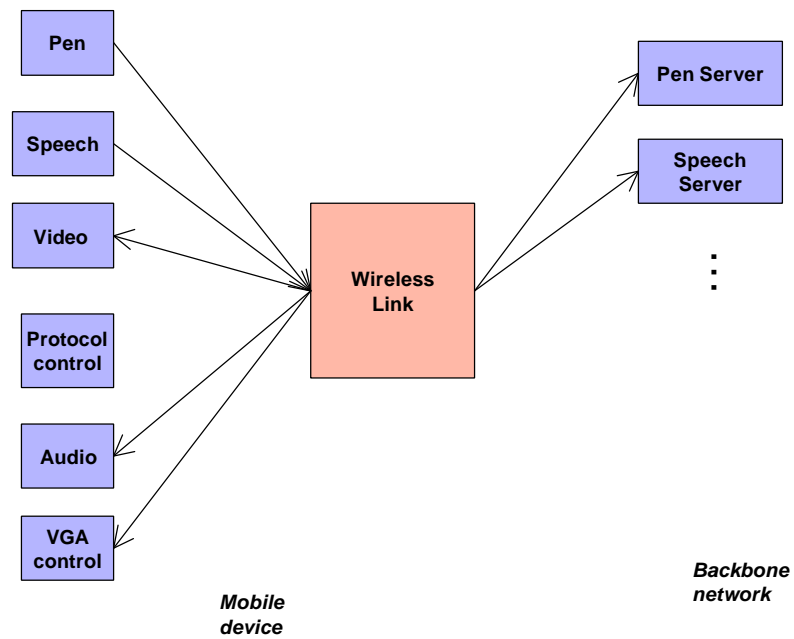 Pen
Speech
Video
Protocol
control
Audio
VGA
control
Wireless
Link
Pen Server
Speech
Server
Mobile
device
Backbone
network